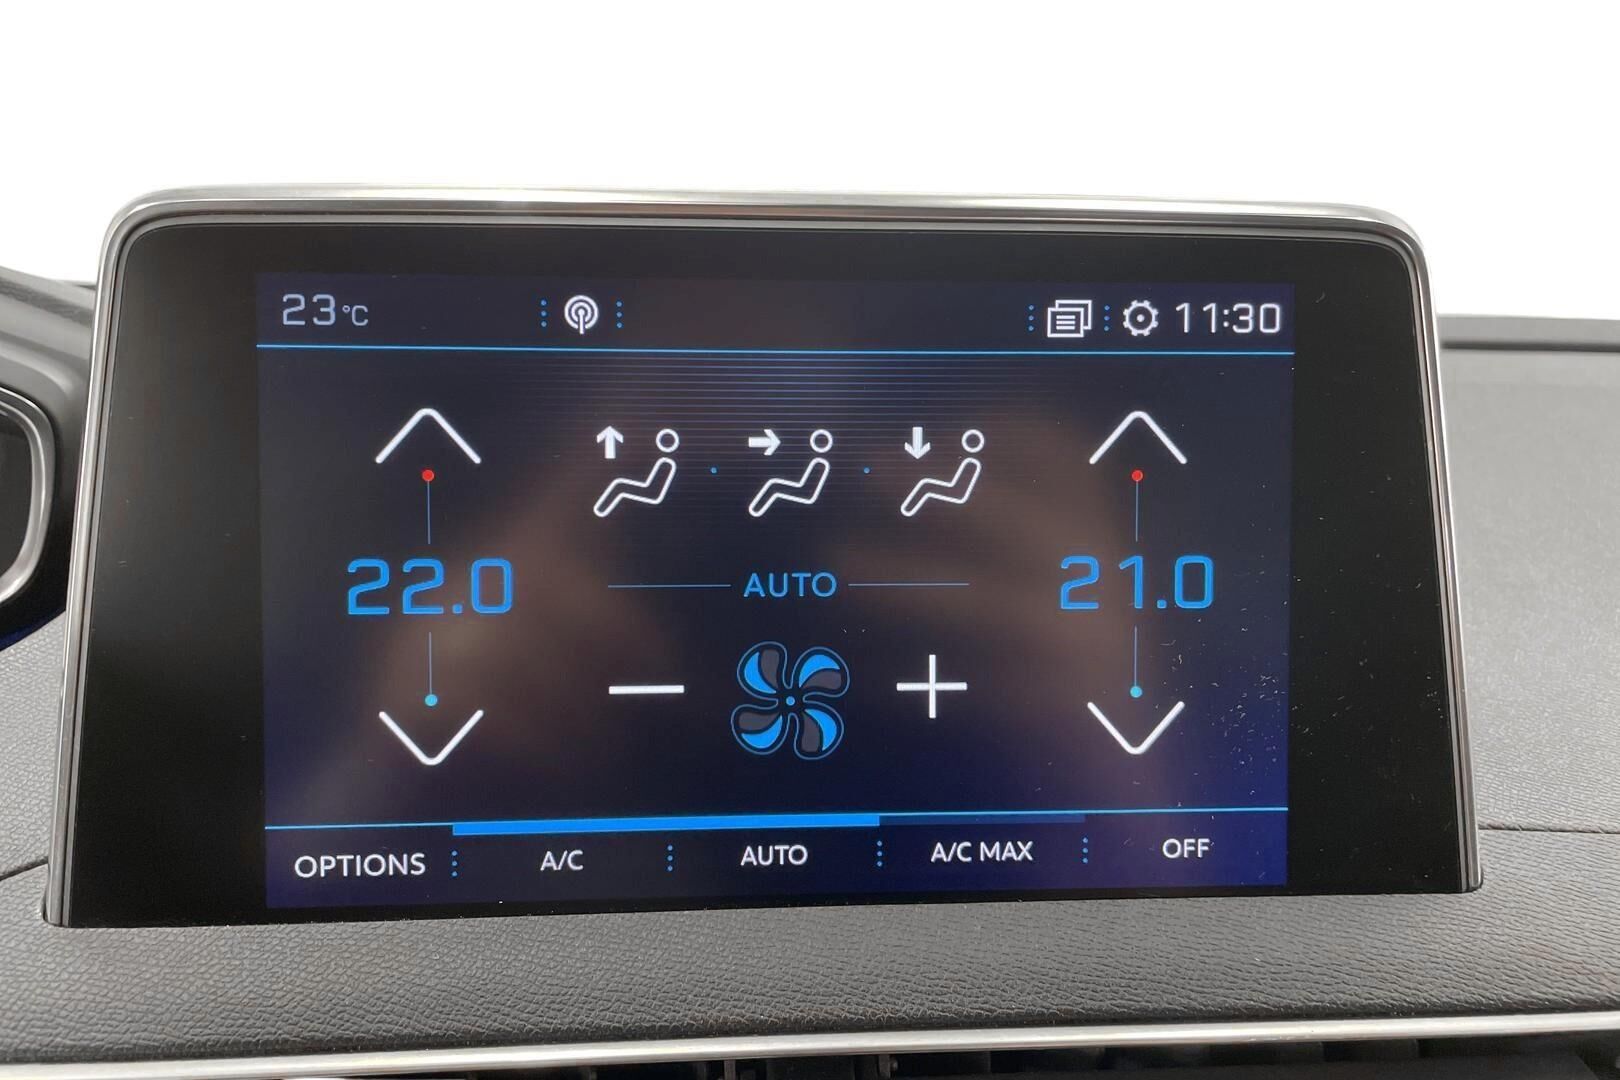 23°C 11:30
22.0 AUTO 21.0
OPTIONS A/C AUTO A/C MAX OFF